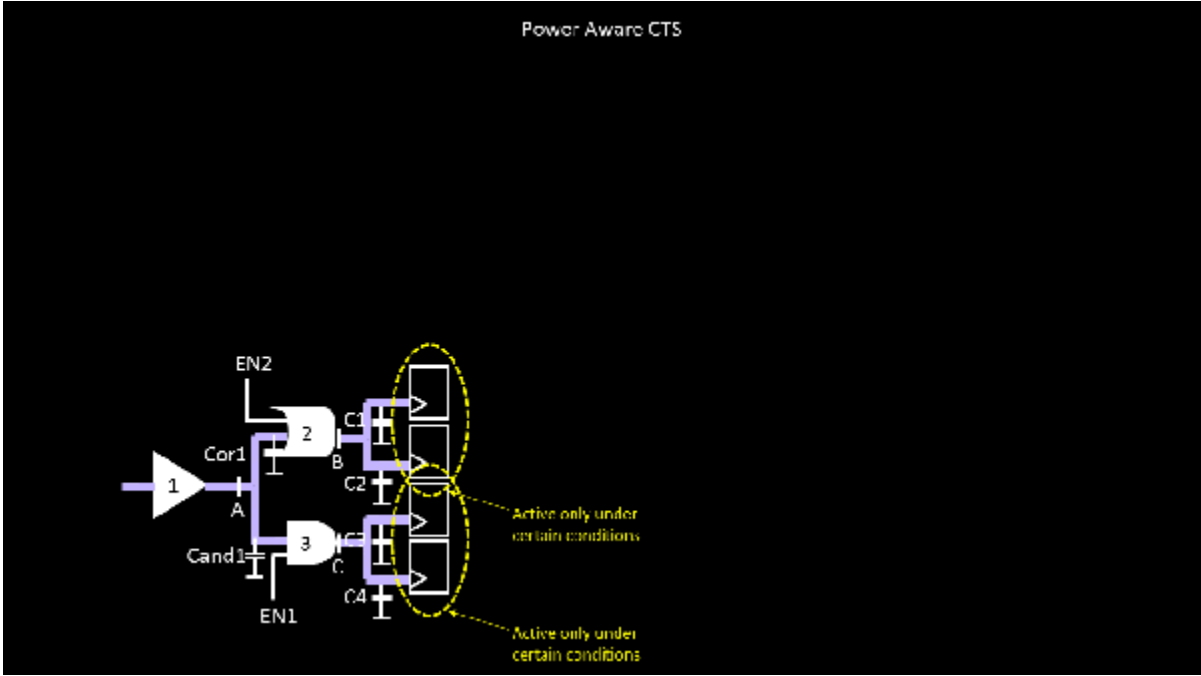 Power Aware CTS
EN2
C1
2
Cor1
B
C2
1
A
Active only under
certain conditions
C3
3
Cand1
C
C4
EN1
Active only under
certain conditions